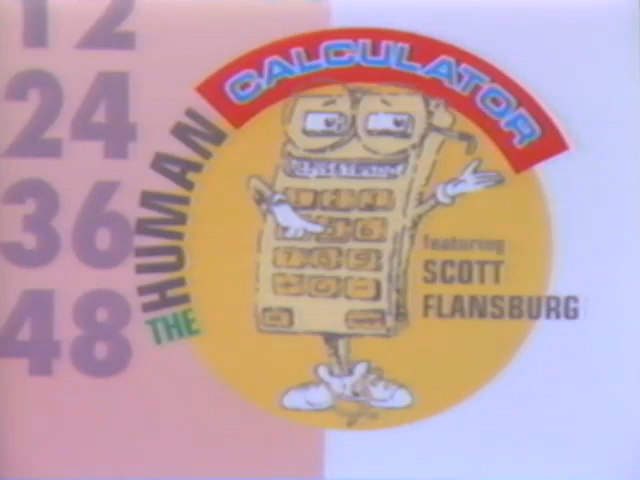 12
24
36
48
THE HUMAN CALCULATOR
featuring
SCOTT
FLANSBURG